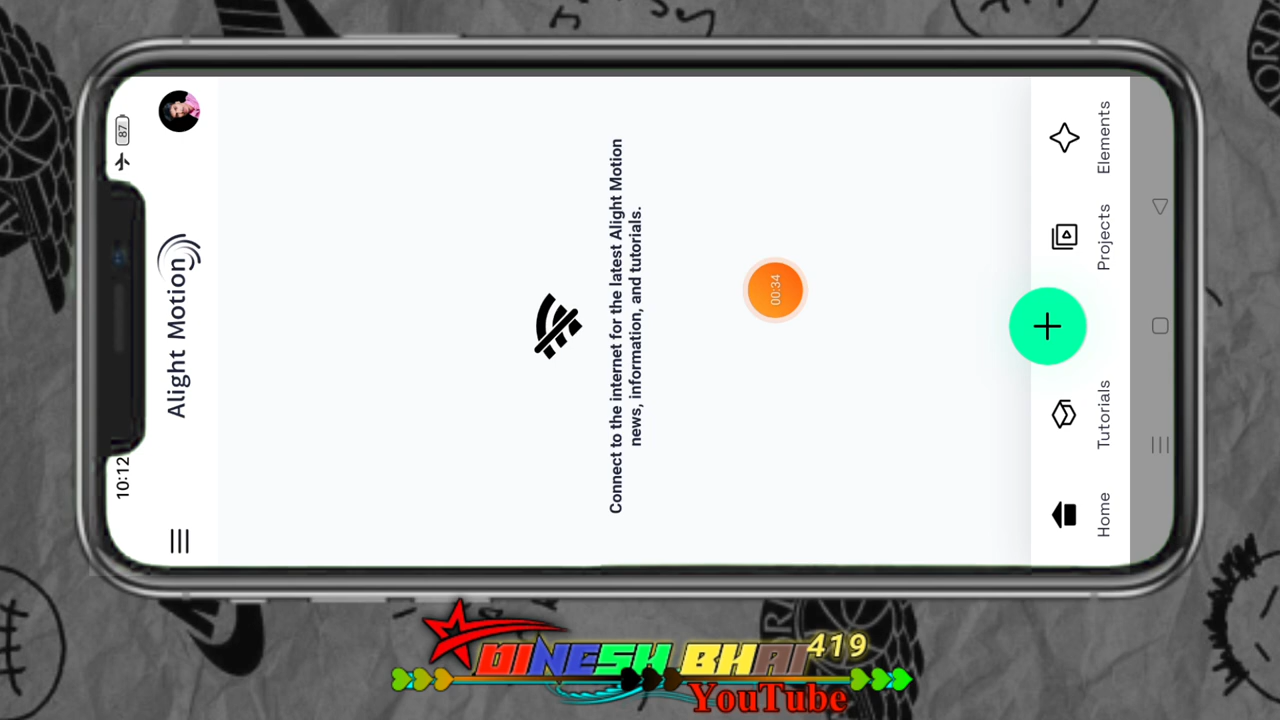 10:12
87
Alight Motion
Connect to the internet for the latest Alight Motion
news, information, and tutorials.
00:34
Home
Tutorials
Projects
Elements
DINESH BHAI 419
YouTube